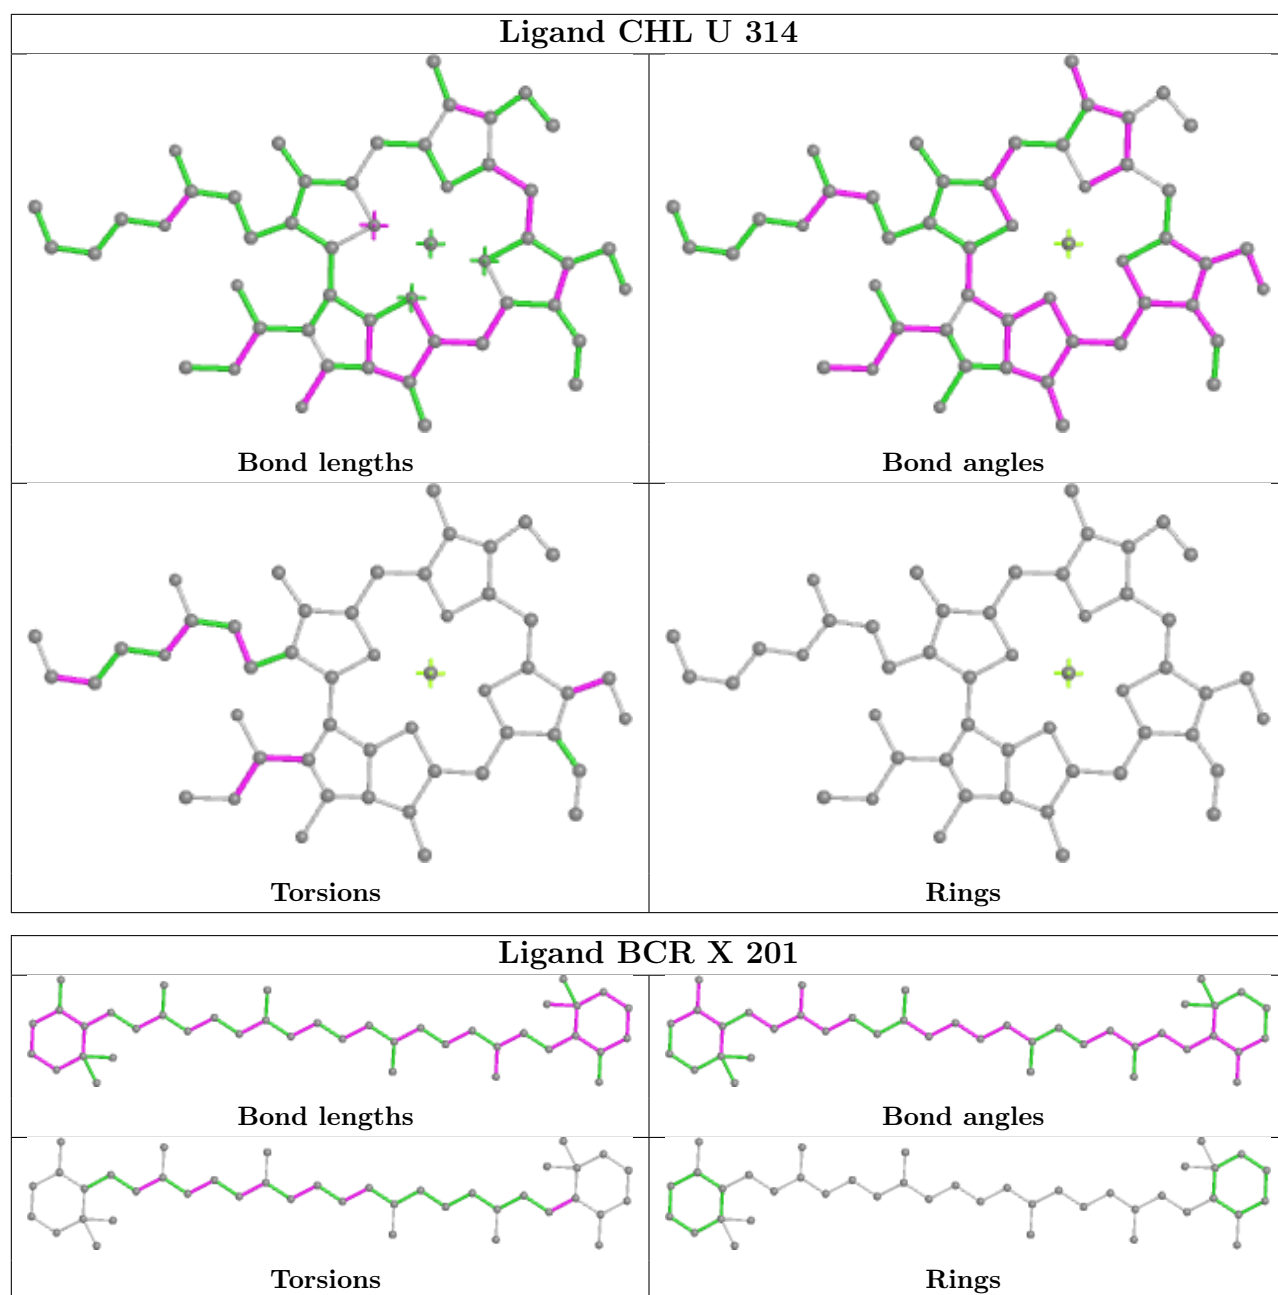 Ligand CHL U 314
Bond lengths
Bond angles
Torsions
Rings
Ligand BCR X 201
Bond lengths
Bond angles
Torsions
Rings